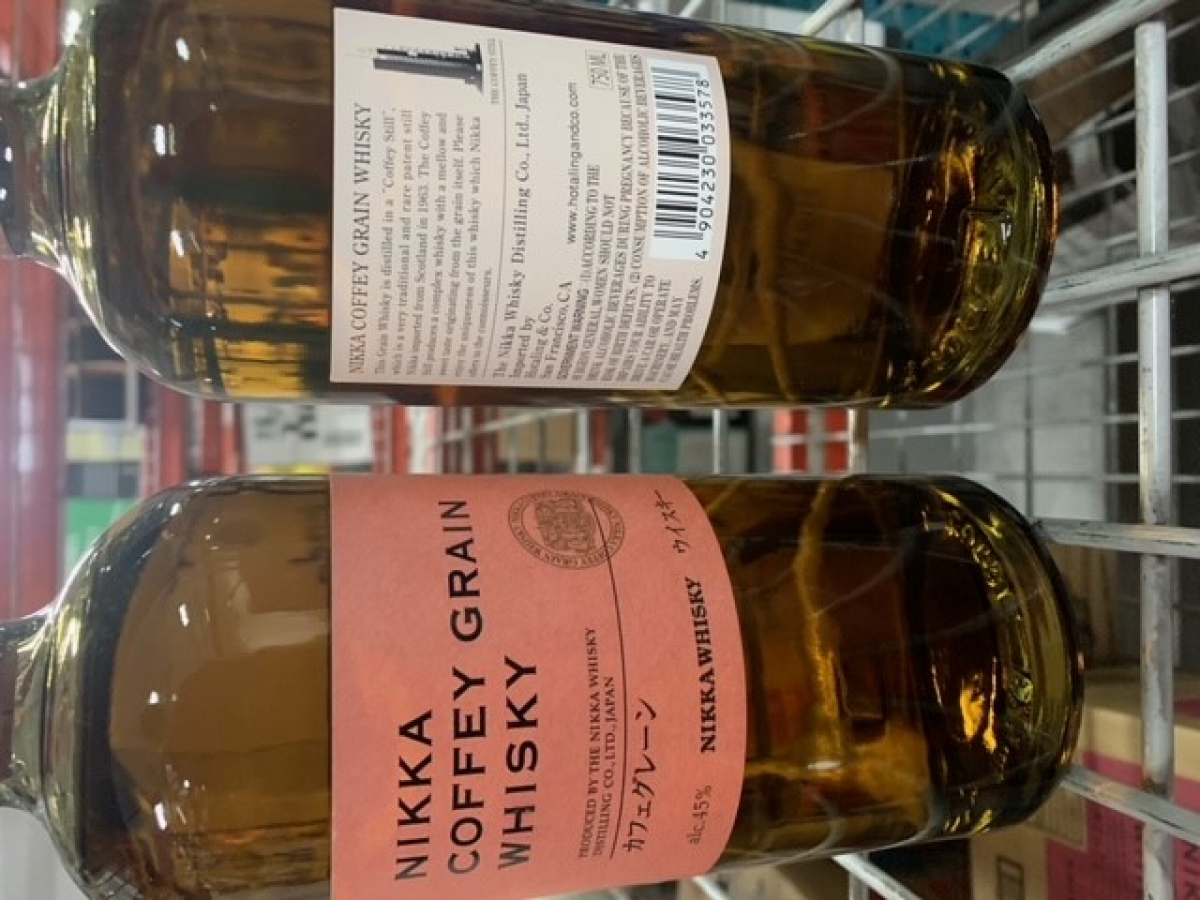 NIKKA COFFEY GRAIN WHISKY
This Grain Whisky is distilled in a "Coffey Still",
which is a very traditional and rare patent still
Nikka imported from Scotland in 1963. The Coffey
Still produces a complex whisky with a mellow and
sweet taste originating from the grain itself. Please
enjoy the uniqueness of this whisky which Nikka
offers to the connoisseurs.
THE COFFEY STILL
The Nikka Whisky Distilling Co., Ltd., Japan
Imported by
Hotaling & Co.
San Francisco, CA
www.hotalingandco.com
750 ML
GOVERNMENT WARNING: (1) ACCORDING TO THE
SURGEON GENERAL, WOMEN SHOULD NOT
DRINK ALCOHOLIC BEVERAGES DURING PREGNANCY BECAUSE OF THE
RISK OF BIRTH DEFECTS. (2) CONSUMPTION OF ALCOHOLIC BEVERAGES
IMPAIRS YOUR ABILITY TO
DRIVE A CAR OR OPERATE
MACHINERY, AND MAY
CAUSE HEALTH PROBLEMS.
4 904230 033578
NIKKA
COFFEY GRAIN
WHISKY
PRODUCED BY THE NIKKA WHISKY
DISTILLING CO., LTD., JAPAN
カフェグレーン
ウイスキー
alc. 45%
NIKKA WHISKY